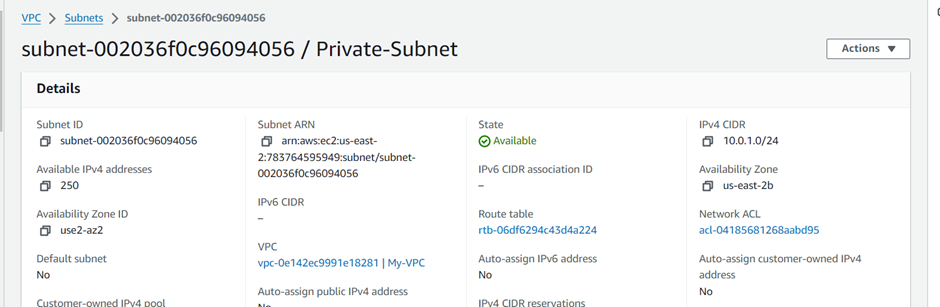 VPC > Subnets > subnet-002036f0c96094056
subnet-002036f0c96094056 / Private-Subnet
Actions
Details
Subnet ID
subnet-002036f0c96094056
Available IPv4 addresses
250
Availability Zone ID
use2-az2
Default subnet
No
Customer-owned IPv4 pool
Subnet ARN
arn:aws:ec2:us-east-
2:783764595949:subnet/subnet-
002036f0c96094056
IPv6 CIDR
–
VPC
vpc-0e142ec9991e18281 | My-VPC
Auto-assign public IPv4 address
No
State
Available
IPv6 CIDR association ID
–
Route table
rtb-06df6294c43d4a224
Auto-assign IPv6 address
No
IPv4 CIDR reservations
IPv4 CIDR
10.0.1.0/24
Availability Zone
us-east-2b
Network ACL
acl-04185681268aabd95
Auto-assign customer-owned IPv4
address
No